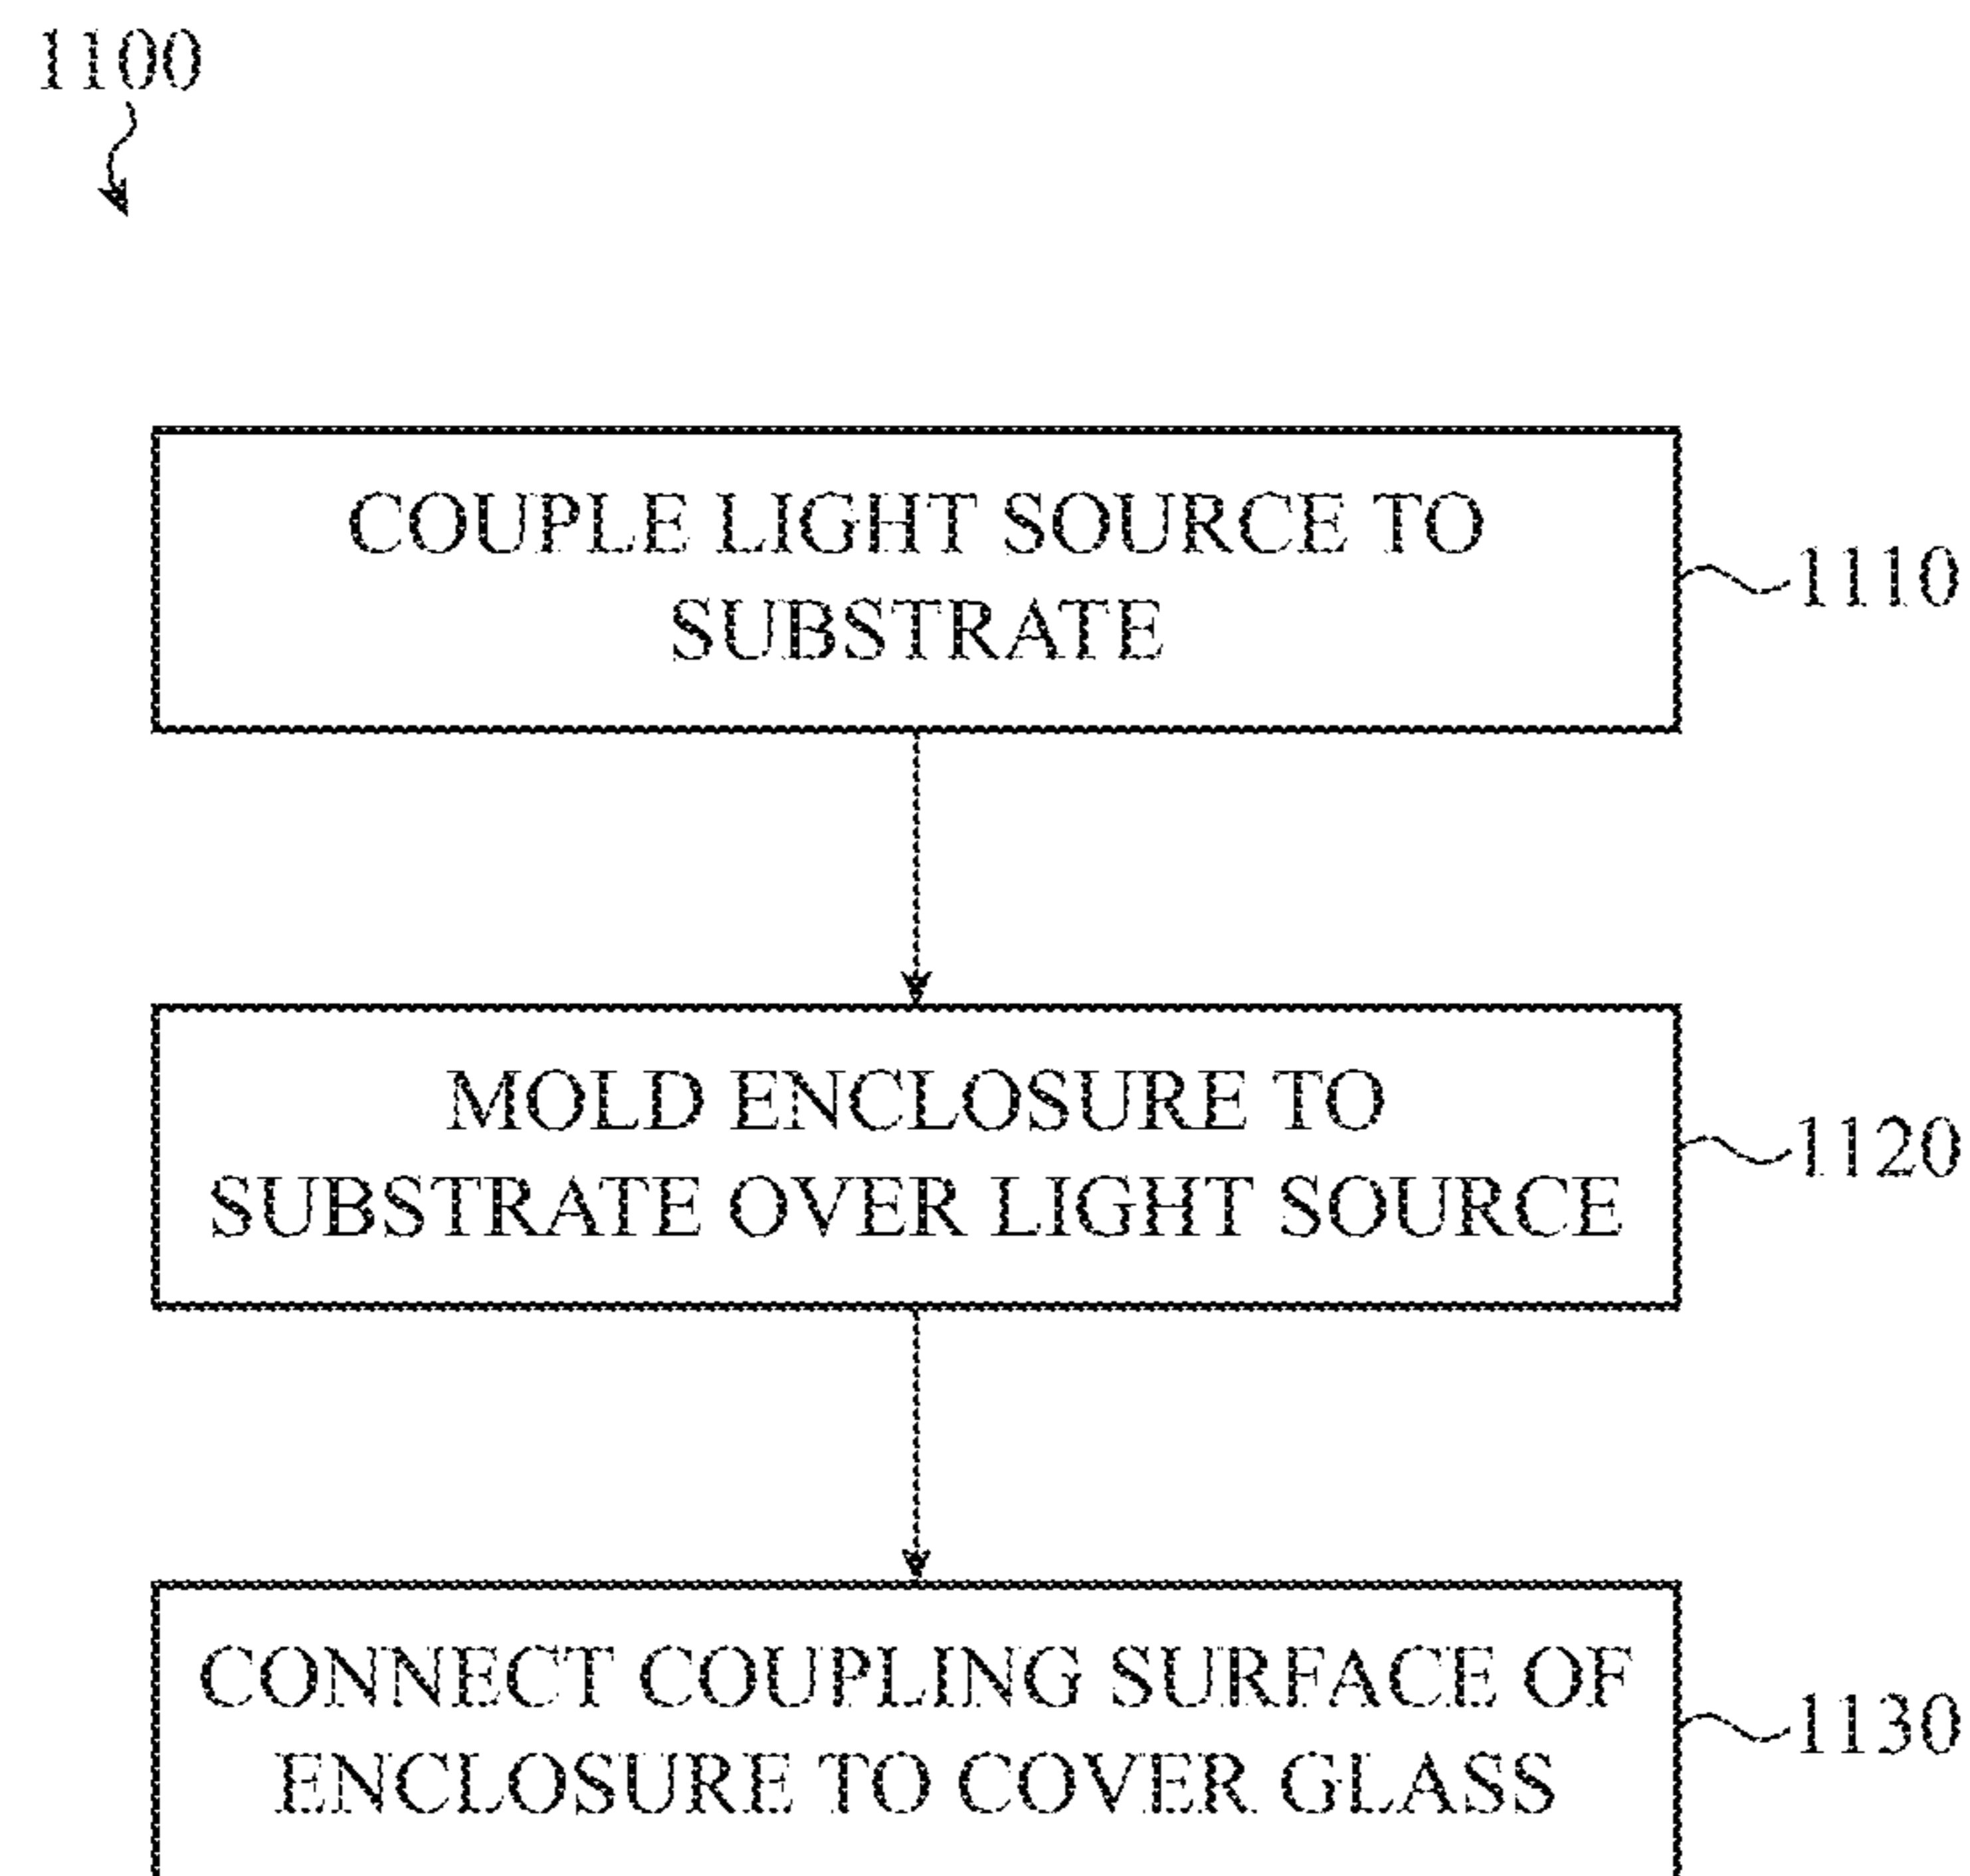 1100
COUPLE LIGHT SOURCE TO
SUBSTRATE
1110
MOLD ENCLOSURE TO
SUBSTRATE OVER LIGHT SOURCE
1120
CONNECT COUPLING SURFACE OF
ENCLOSURE TO COVER GLASS
1130